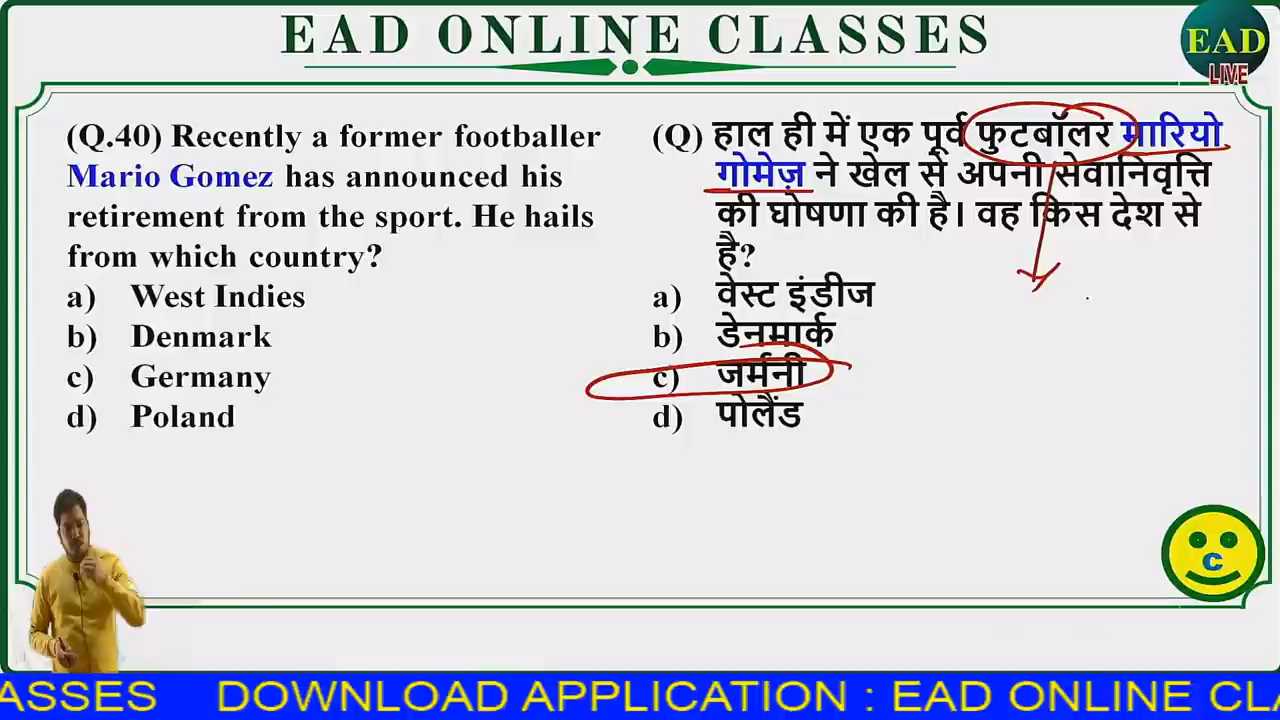 EAD ONLINE CLASSES
EAD
LIVE
(Q.40) Recently a former footballer
Mario Gomez has announced his
retirement from the sport. He hails
from which country?
a) West Indies
b) Denmark
c) Germany
d) Poland
(Q) हाल ही में एक पूर्व फुटबॉलर मारियो
गोमेज़ ने खेल से अपनी सेवानिवृत्ति
की घोषणा की है। वह किस देश से
है?
a) वेस्ट इंडीज
b) डेनमार्क
c) जर्मनी
d) पोलैंड
C
ASSES DOWNLOAD APPLICATION : EAD ONLINE CLA